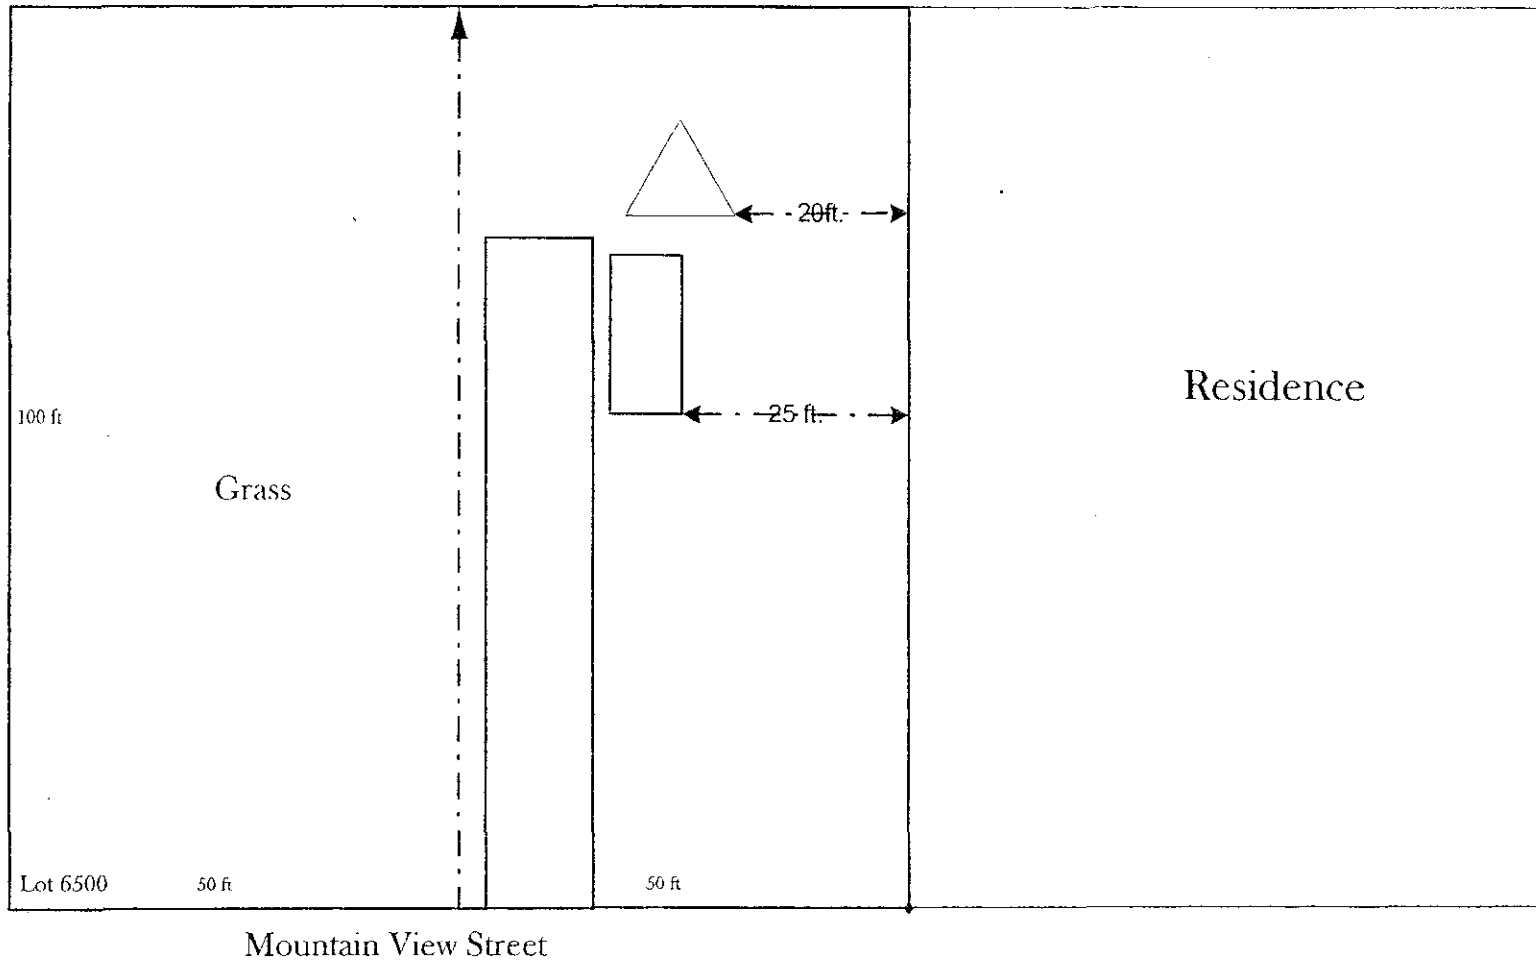 20ft.
Residence
100 ft
25 ft.
Grass
Lot 6500
50 ft
50 ft
Mountain View Street